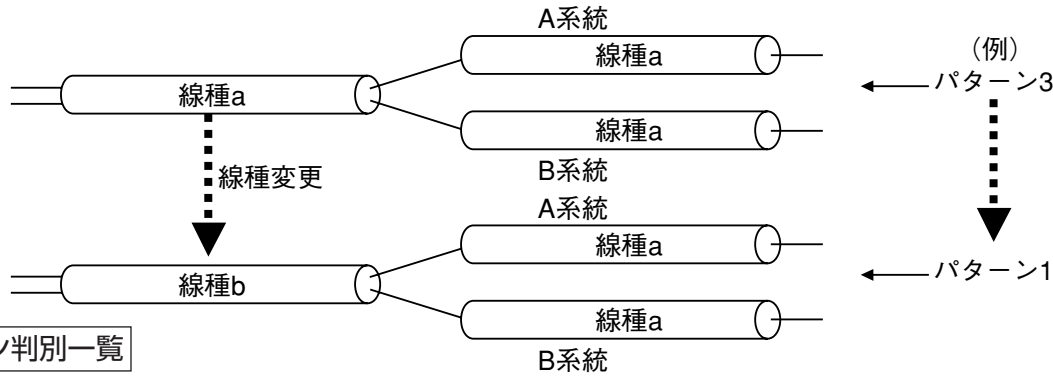 A系統
線種a
(例)
線種a
パターン3
線種a
線種変更
B系統
A系統
線種a
線種b
パターン1
線種a
ン判別一覧
B系統